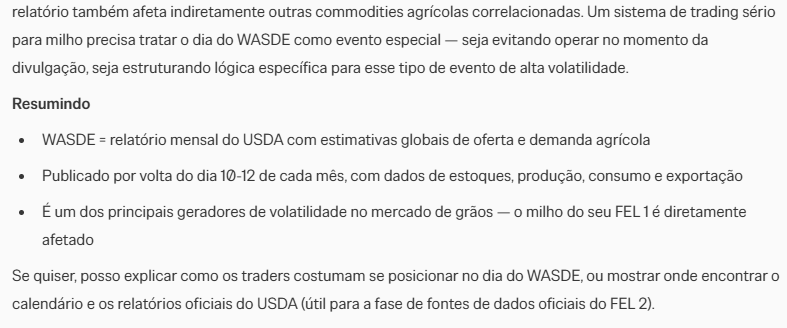 relatório também afeta indiretamente outras commodities agrícolas correlacionadas. Um sistema de trading sério
para milho precisa tratar o dia do WASDE como evento especial — seja evitando operar no momento da
divulgação, seja estruturando lógica específica para esse tipo de evento de alta volatilidade.
Resumindo
• WASDE = relatório mensal do USDA com estimativas globais de oferta e demanda agrícola
• Publicado por volta do dia 10-12 de cada mês, com dados de estoques, produção, consumo e exportação
• É um dos principais geradores de volatilidade no mercado de grãos — o milho do seu FEL 1 é diretamente
afetado
Se quiser, posso explicar como os traders costumam se posicionar no dia do WASDE, ou mostrar onde encontrar o
calendário e os relatórios oficiais do USDA (útil para a fase de fontes de dados oficiais do FEL 2).